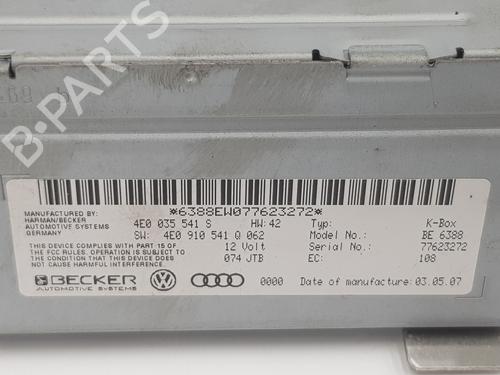 *6388EW077623272*
MANUFACTURED BY:
HARMAN/BECKER
AUTOMOTIVE SYSTEMS
GERMANY
4E0 035 541 S HW: 42 Typ: K-Box
SW: 4E0 910 541 Q 062 Model No.: BE 6388
12 Volt Serial No.: 77623272
074 JTB EC: 108
THIS DEVICE COMPLIES WITH PART 15 OF
THE FCC RULES. OPERATION IS SUBJECT TO
THE CONDITION THAT THIS DEVICE DOES NOT
CAUSE HARMFUL INTERFERENCE.
BECKER
AUTOMOTIVE SYSTEMS
0000 Date of manufacture: 03.05.07
B-PARTS